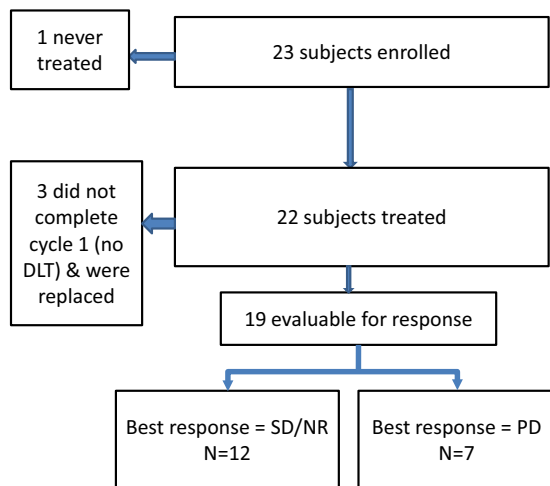 1 never
treated
23 subjects enrolled
3 did not
complete
cycle 1 (no
DLT) & were
replaced
22 subjects treated
19 evaluable for response
Best response = SD/NR
N=12
Best response = PD
N=7